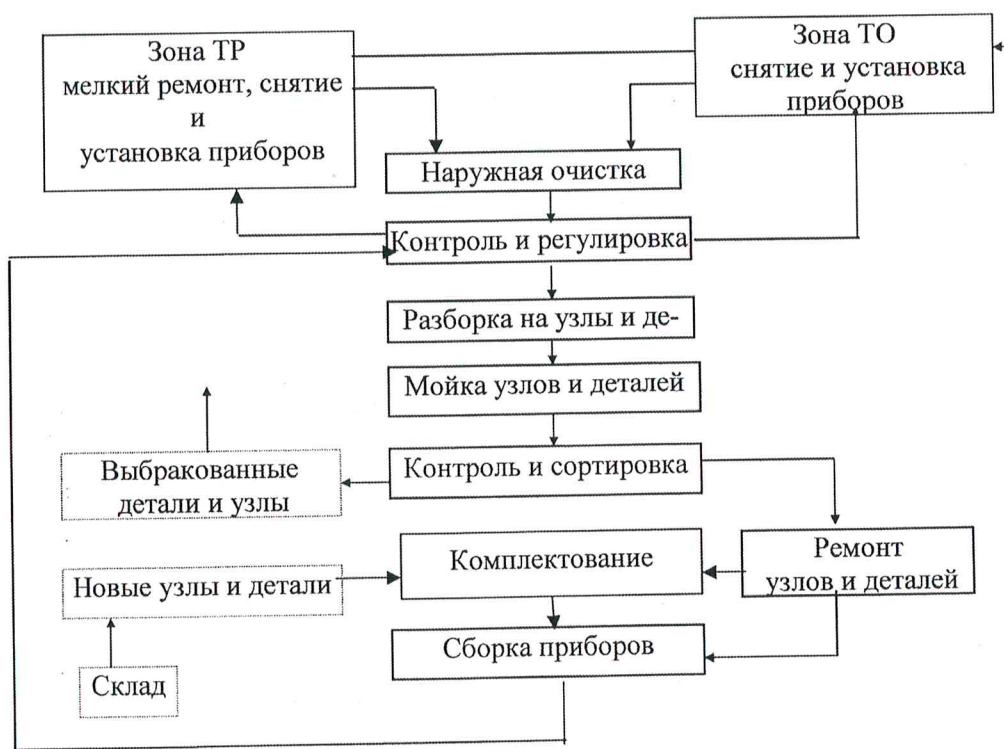 Зона ТР
мелкий ремонт, снятие
и
установка приборов
Зона ТО
снятие и установка
приборов
Наружная очистка
Контроль и регулировка
Разборка на узлы и де-
Мойка узлов и деталей
Контроль и сортировка
Выбракованные
детали и узлы
Комплектование
Ремонт
узлов и деталей
Новые узлы и детали
Сборка приборов
Склад